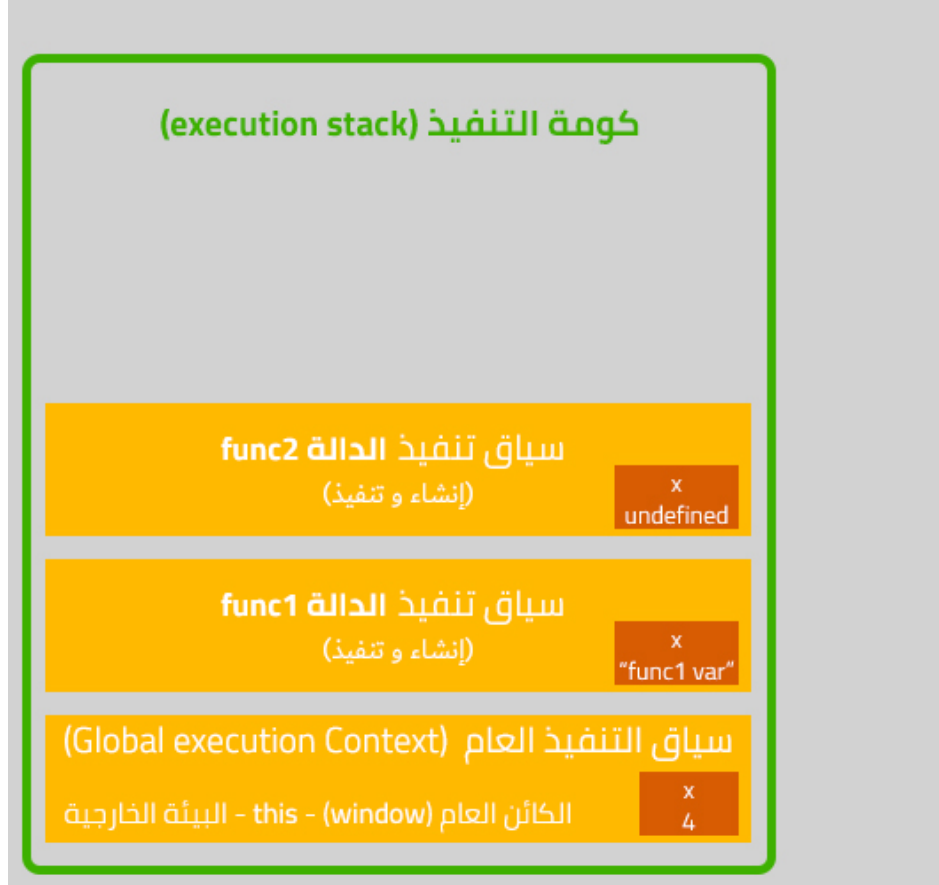 كومة التنفيذ (execution stack)
سياق تنفيذ الدالة func2
(إنشاء و تنفيذ)
x
undefined
سياق تنفيذ الدالة func1
(إنشاء و تنفيذ)
x
“func1 var”
سياق التنفيذ العام (Global execution Context)
x
4
الكائن العام (window) - this - البيئة الخارجية